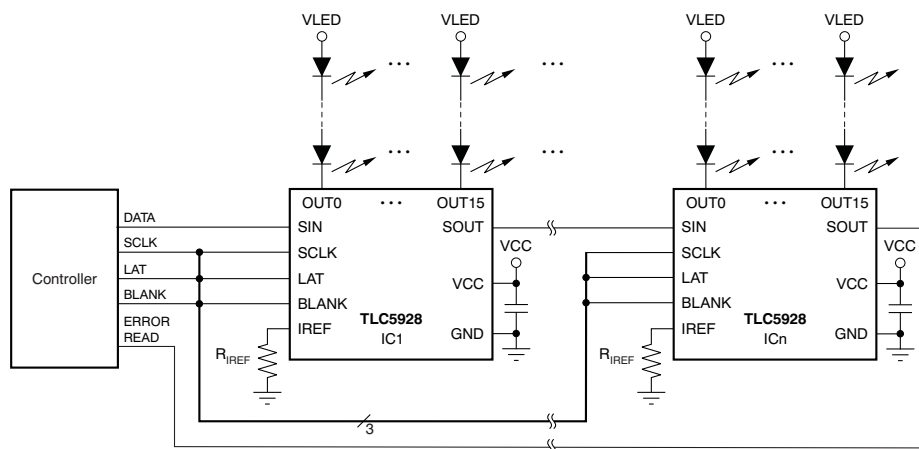 VLED VLED VLED VLED
... ... ... ...
... ... ... ...
OUT0 ... OUT15 OUT0 ... OUT15
DATA SIN SOUT SIN SOUT
SCLK SCLK VCC SCLK VCC
Controller LAT LAT VCC LAT VCC
BLANK BLANK BLANK
ERROR READ IREF TLC5928 IC1 GND IREF TLC5928 ICn GND
R_IREF R_IREF
3